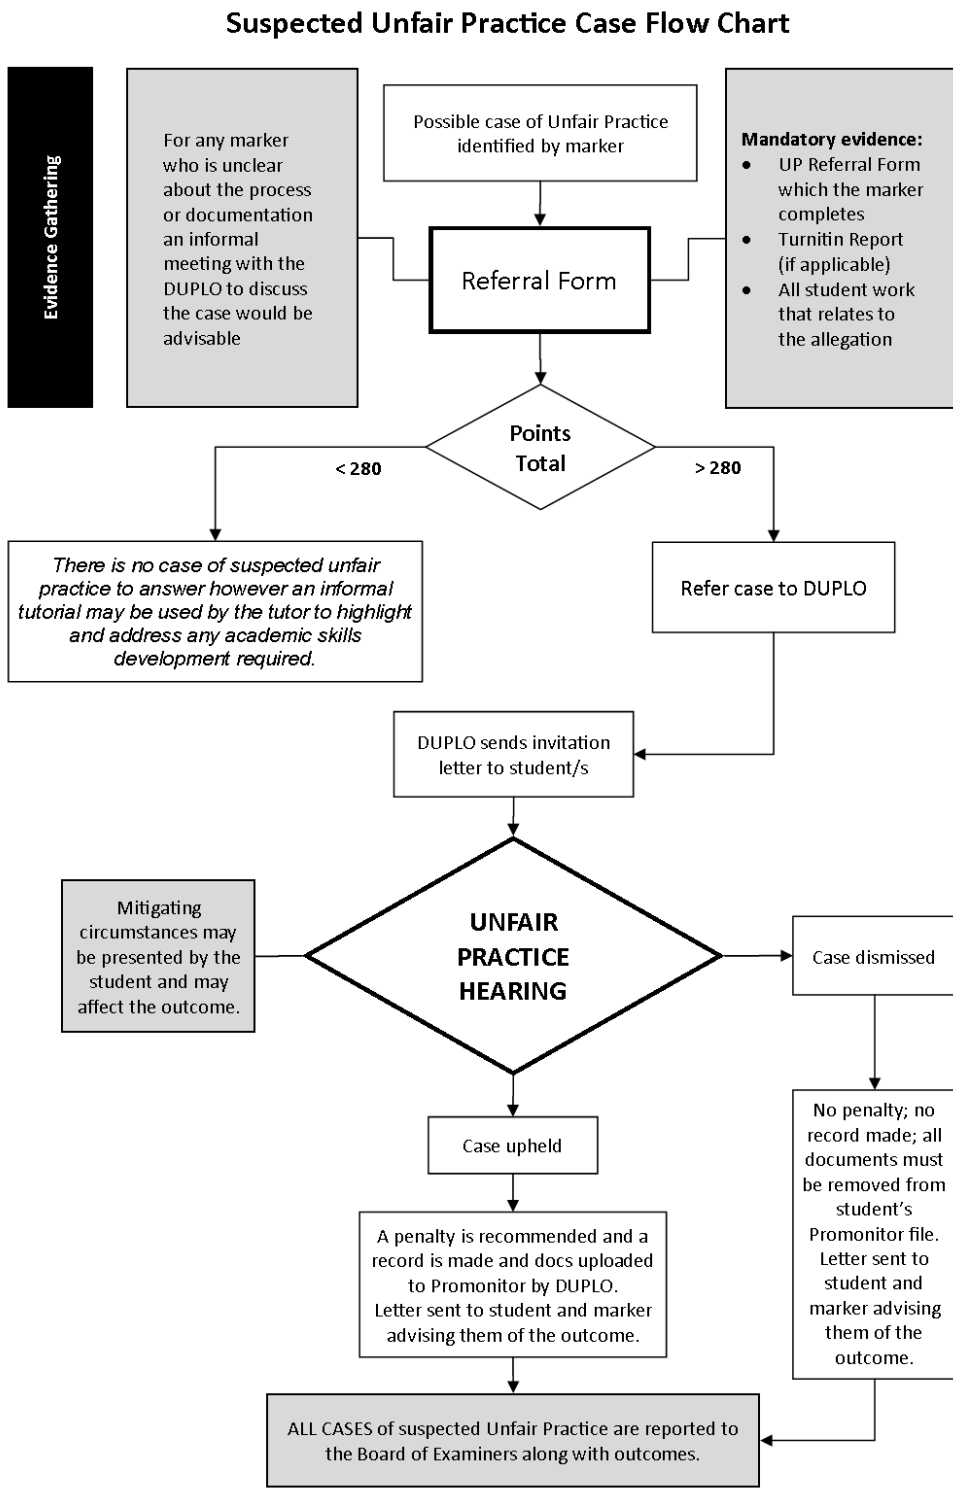 Suspected Unfair Practice Case Flow Chart
Evidence Gathering
For any marker
who is unclear
about the process
or documentation
an informal
meeting with the
DUPLO to discuss
the case would be
advisable
Possible case of Unfair Practice
identified by marker
Mandatory evidence:
• UP Referral Form
which the marker
completes
• Turnitin Report
(if applicable)
• All student work
that relates to
the allegation
Referral Form
Points
Total
< 280
> 280
There is no case of suspected unfair
practice to answer however an informal
tutorial may be used by the tutor to highlight
and address any academic skills
development required.
Refer case to DUPLO
DUPLO sends invitation
letter to student/s
Mitigating
circumstances may
be presented by the
student and may
affect the outcome.
UNFAIR
PRACTICE
HEARING
Case dismissed
Case upheld
No penalty; no
record made; all
documents must
be removed from
student’s
Promonitor file.
Letter sent to
student and
marker advising
them of the
outcome.
A penalty is recommended and a
record is made and docs uploaded
to Promonitor by DUPLO.
Letter sent to student and marker
advising them of the outcome.
ALL CASES of suspected Unfair Practice are reported to
the Board of Examiners along with outcomes.